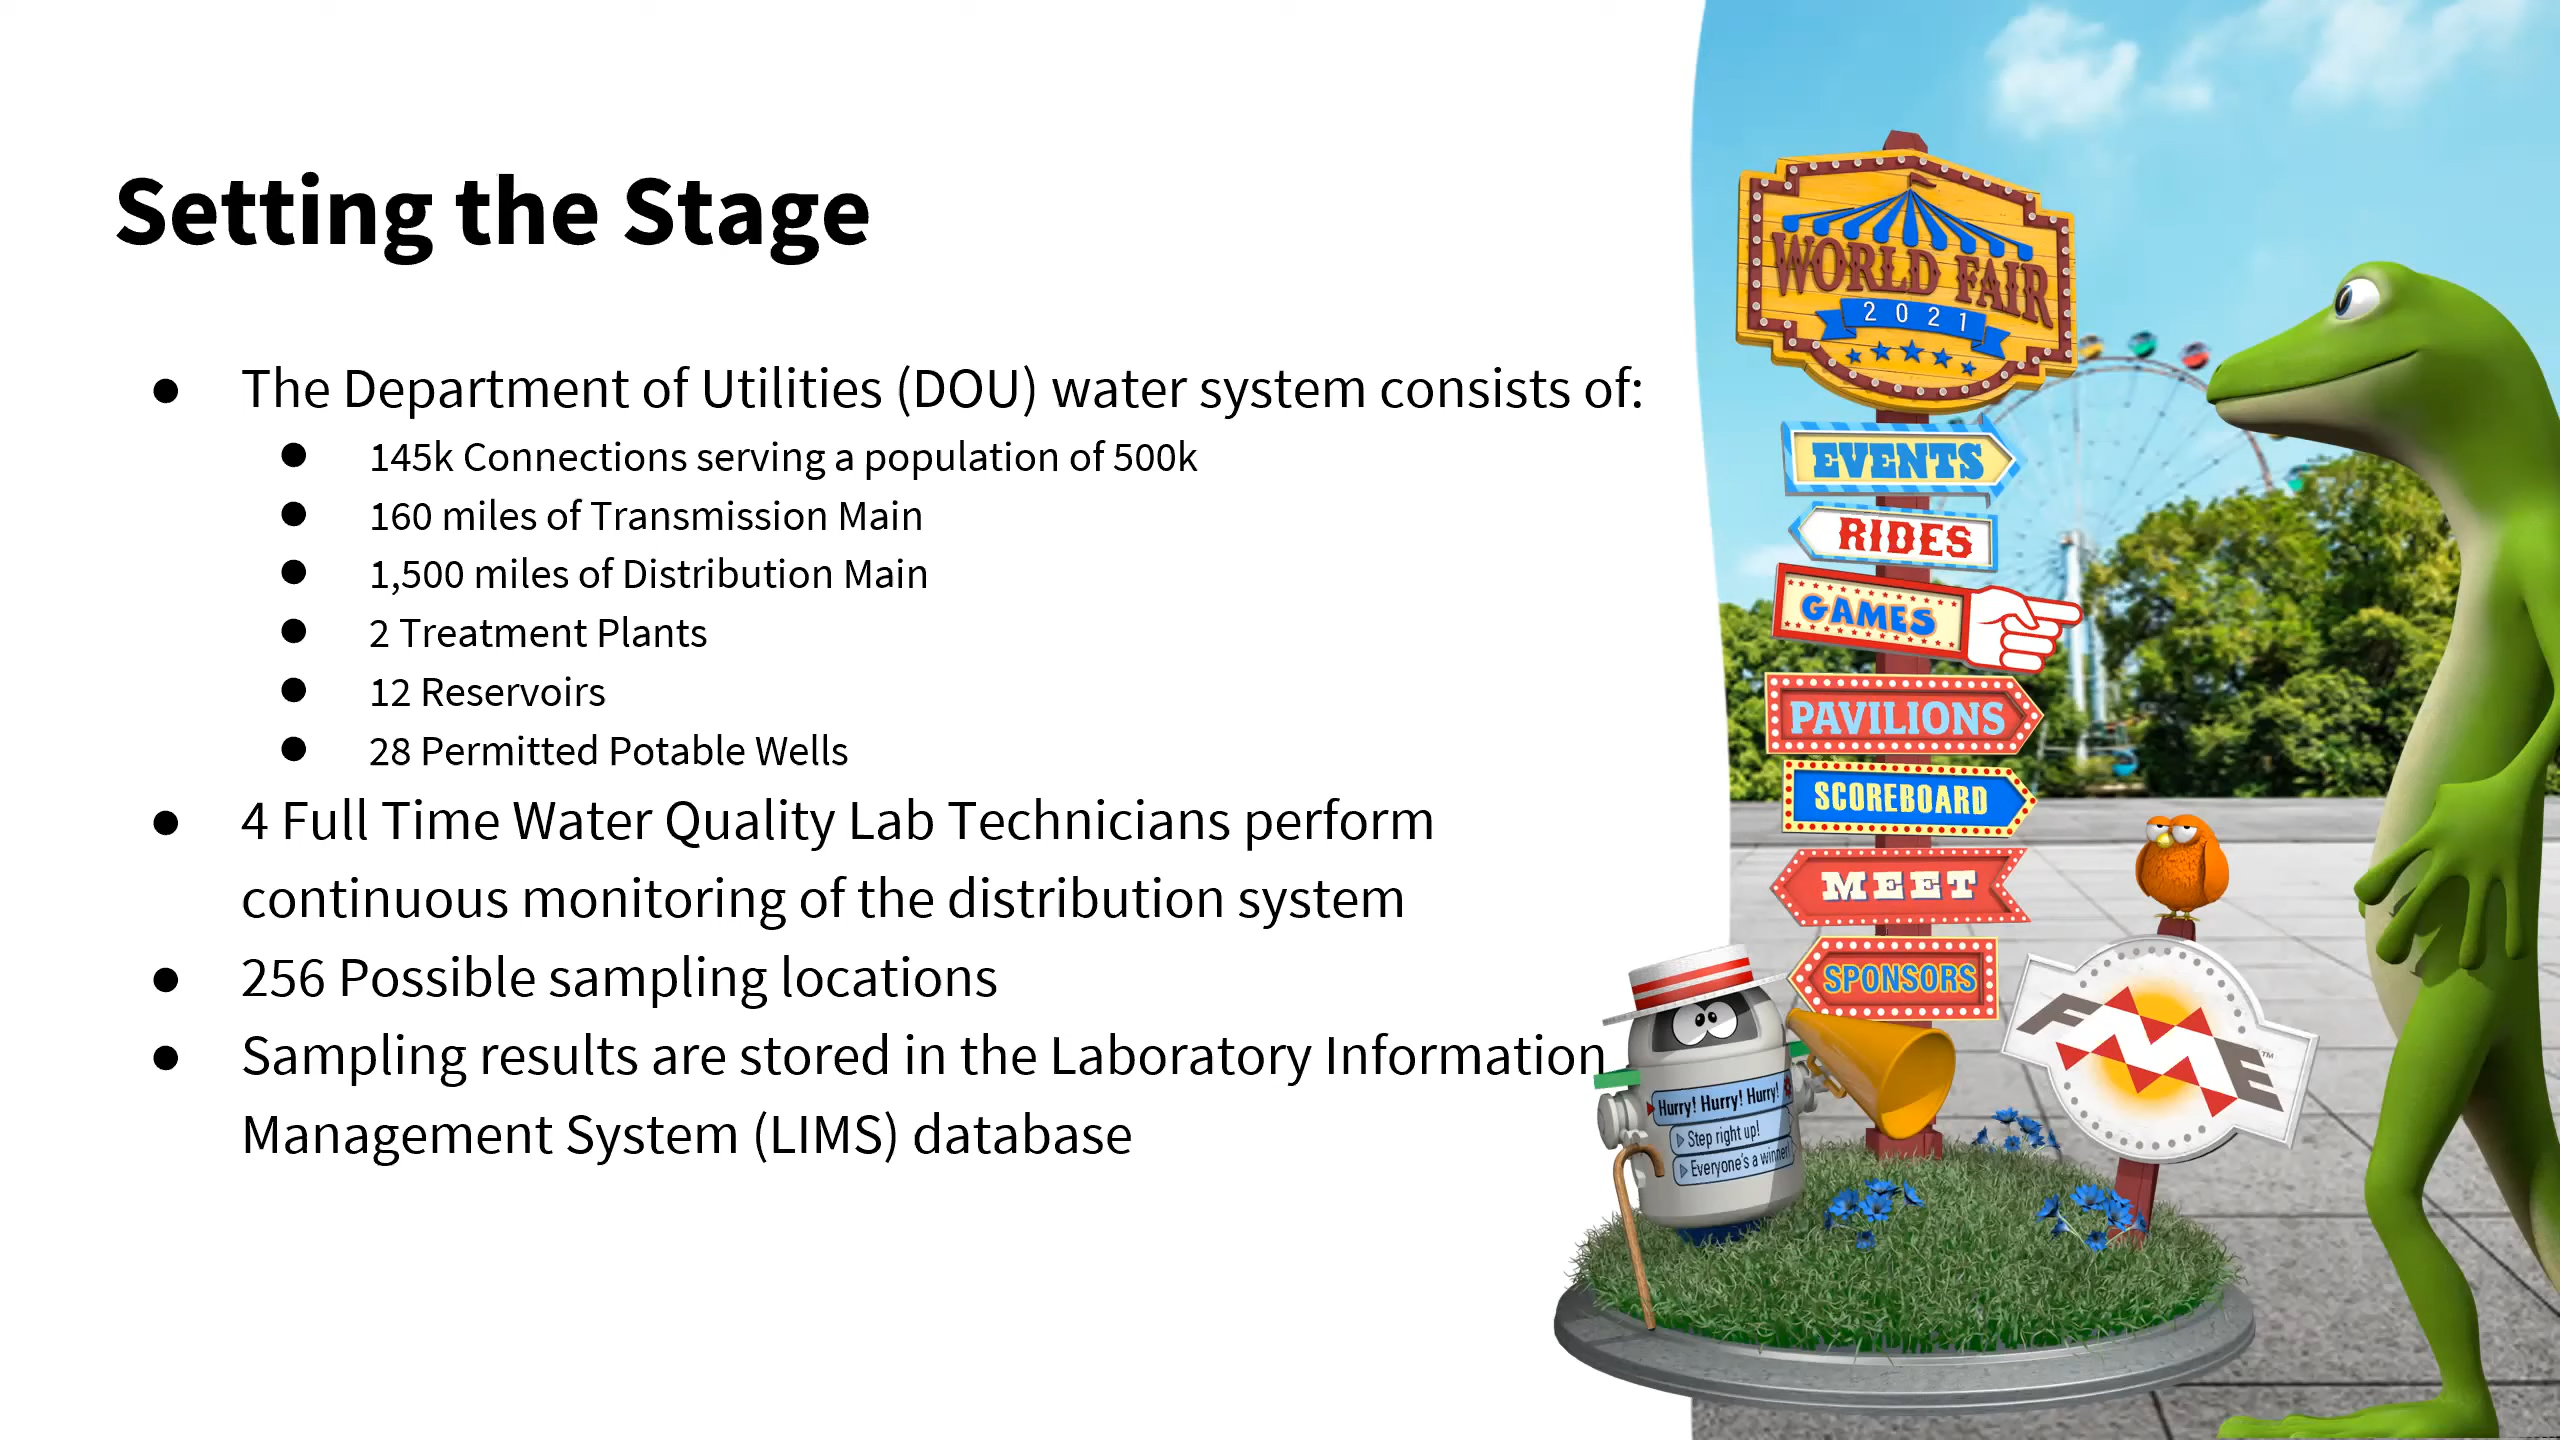 Setting the Stage
● The Department of Utilities (DOU) water system consists of:
● 145k Connections serving a population of 500k
● 160 miles of Transmission Main
● 1,500 miles of Distribution Main
● 2 Treatment Plants
● 12 Reservoirs
● 28 Permitted Potable Wells
● 4 Full Time Water Quality Lab Technicians perform
continuous monitoring of the distribution system
● 256 Possible sampling locations
● Sampling results are stored in the Laboratory Information
Management System (LIMS) database
WORLD FAIR
2021
EVENTS
RIDES
GAMES
PAVILIONS
SCOREBOARD
MEET
SPONSORS
Hurry! Hurry! Hurry!
Step right up!
Everyone's a winner!
FME™